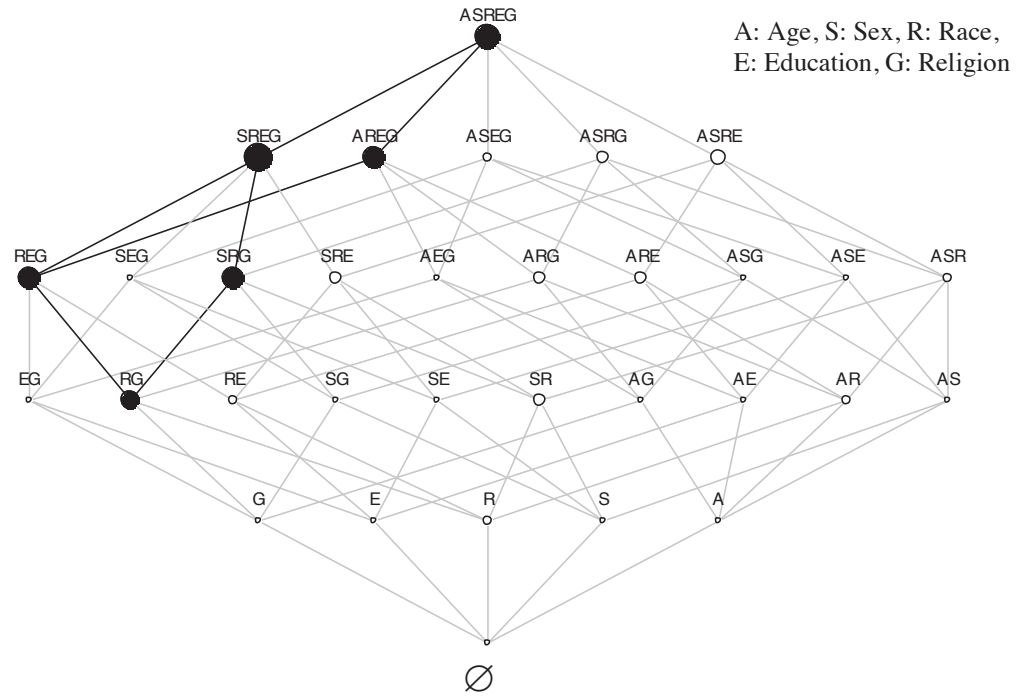 ASREG
A: Age, S: Sex, R: Race,
E: Education, G: Religion
SREG AREG ASEG ASRG ASRE
REG SEG SRG SRE AEG ARG ARE ASG ASE ASR
EG RG RE SG SE SR AG AE AR AS
G E R S A
∅